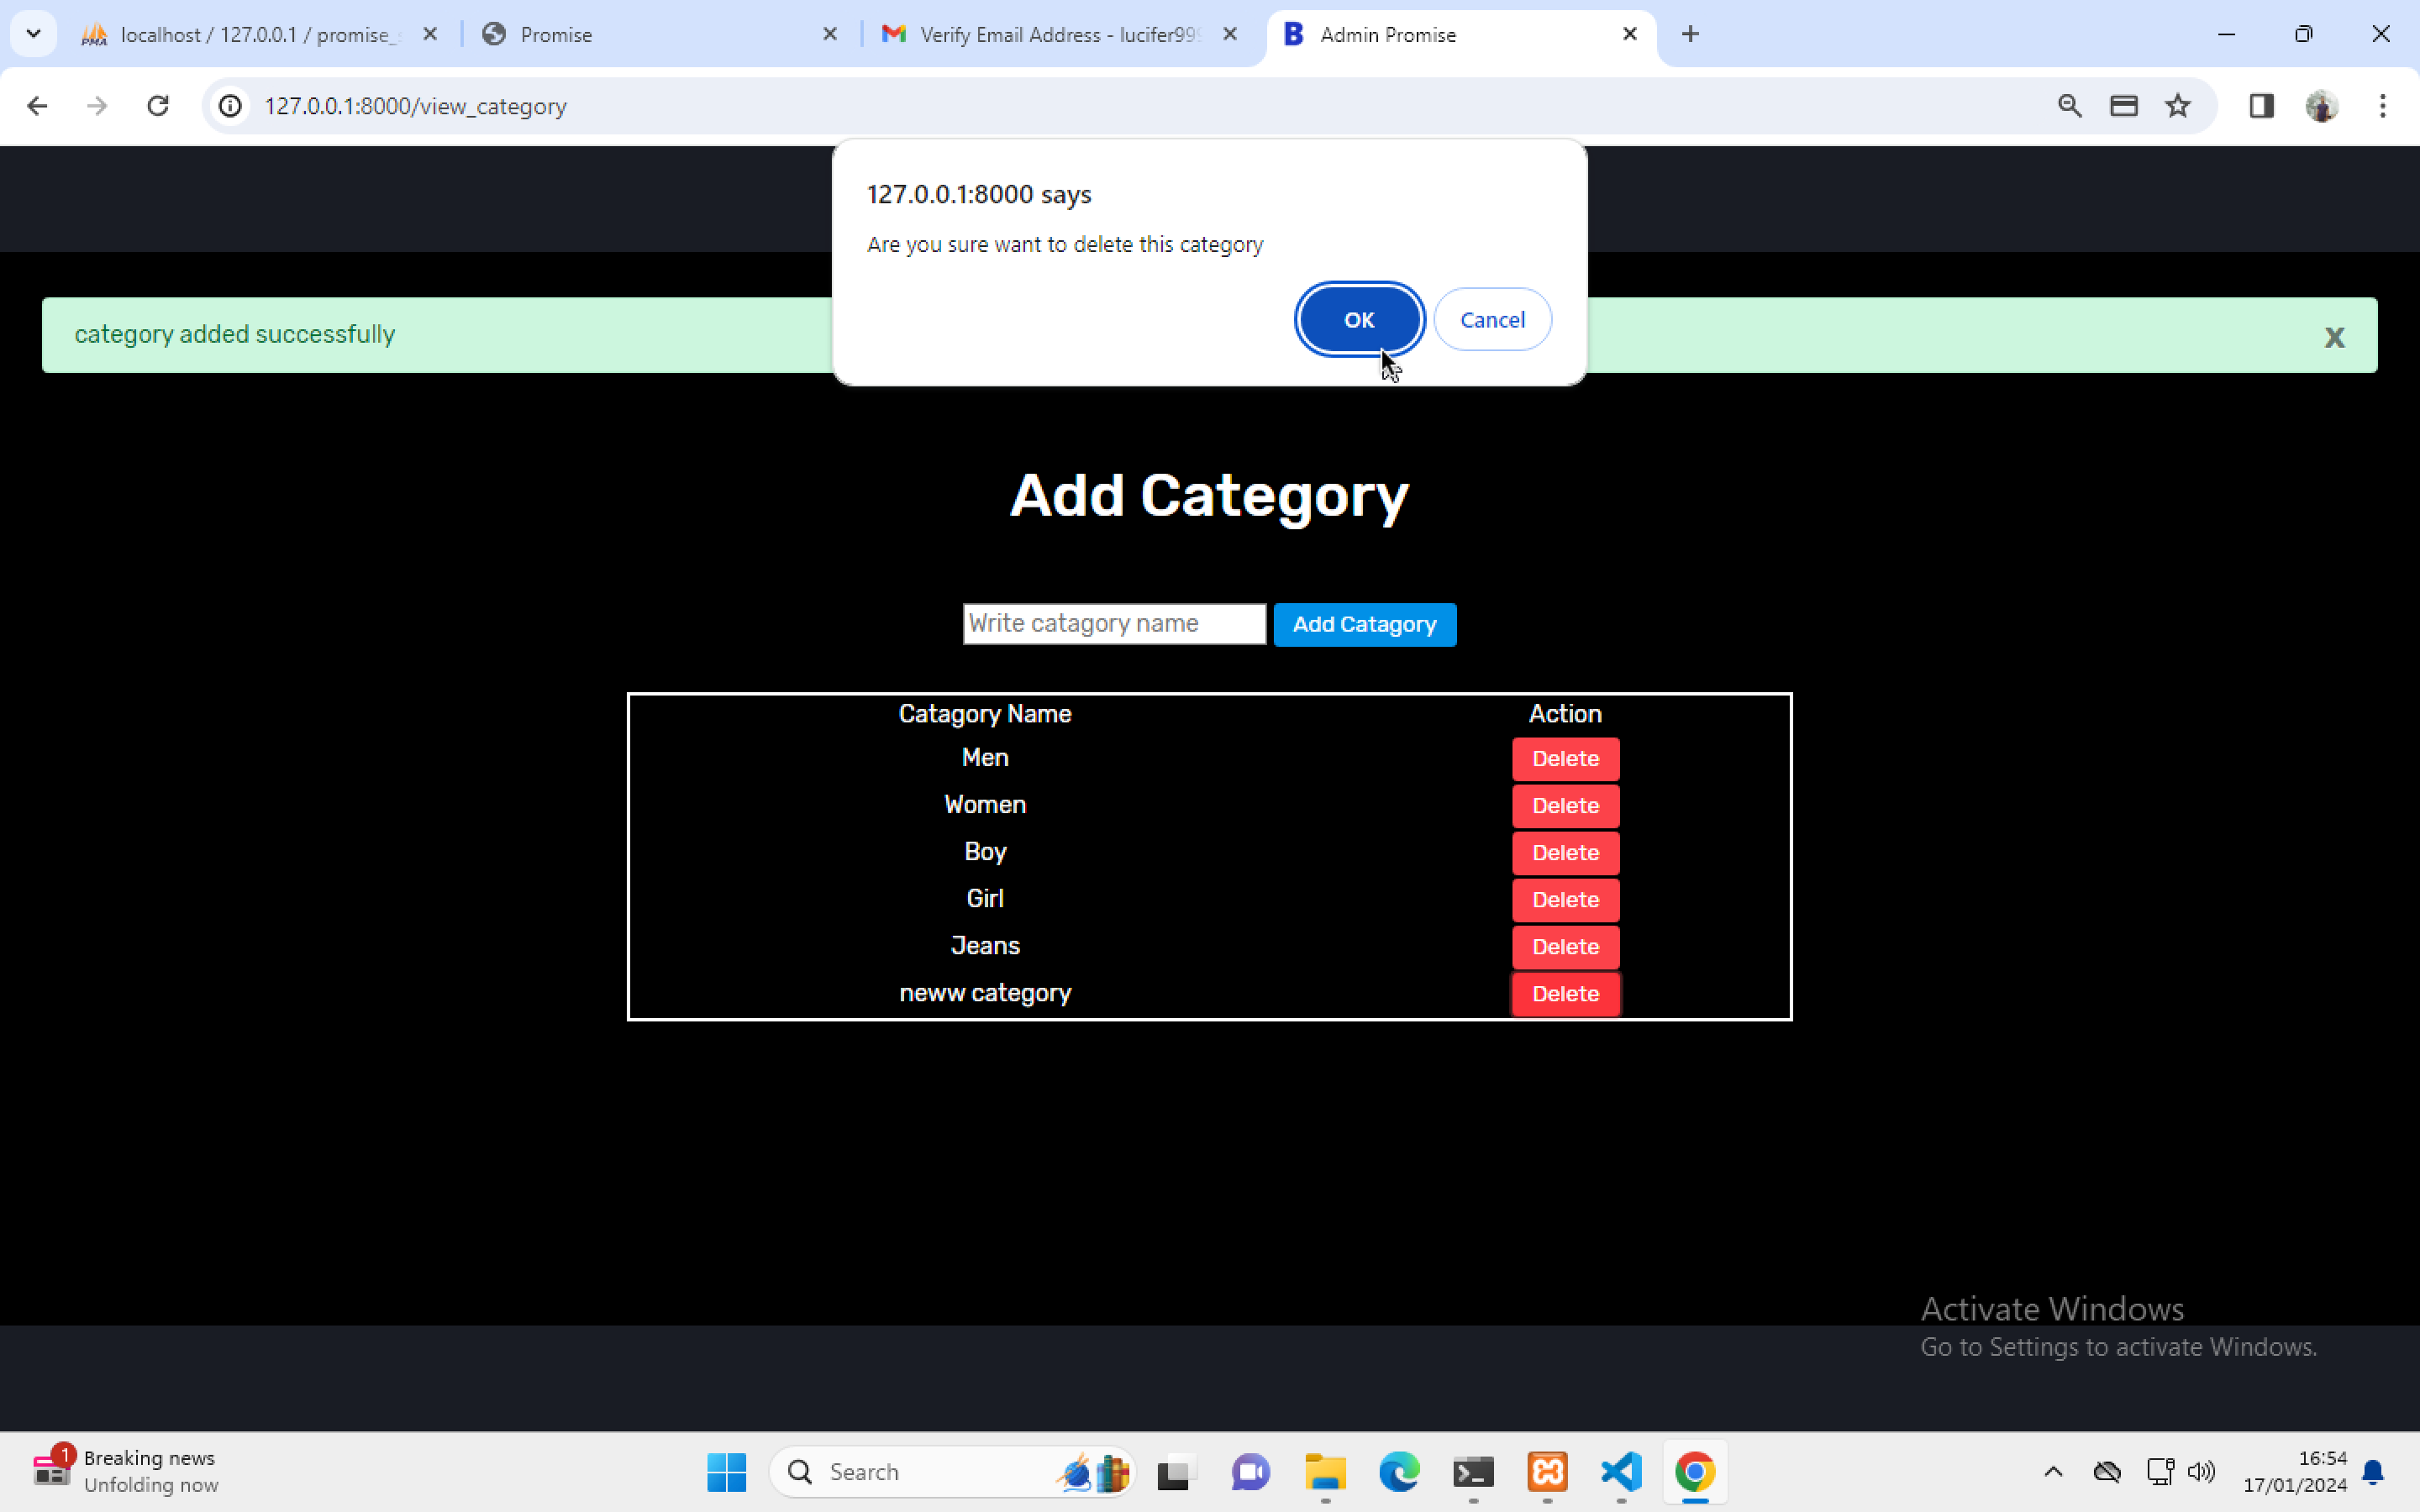 localhost / 127.0.0.1 / promise_
Promise
Verify Email Address - lucifer999
Admin Promise
127.0.0.1:8000/view_category
127.0.0.1:8000 says
Are you sure want to delete this category
OK
Cancel
category added successfully
x
Add Category
Write catagory name
Add Catagory
Catagory Name
Action
Men
Delete
Women
Delete
Boy
Delete
Girl
Delete
Jeans
Delete
neww category
Delete
Activate Windows
Go to Settings to activate Windows.
1
Breaking news
Unfolding now
Search
16:54
17/01/2024